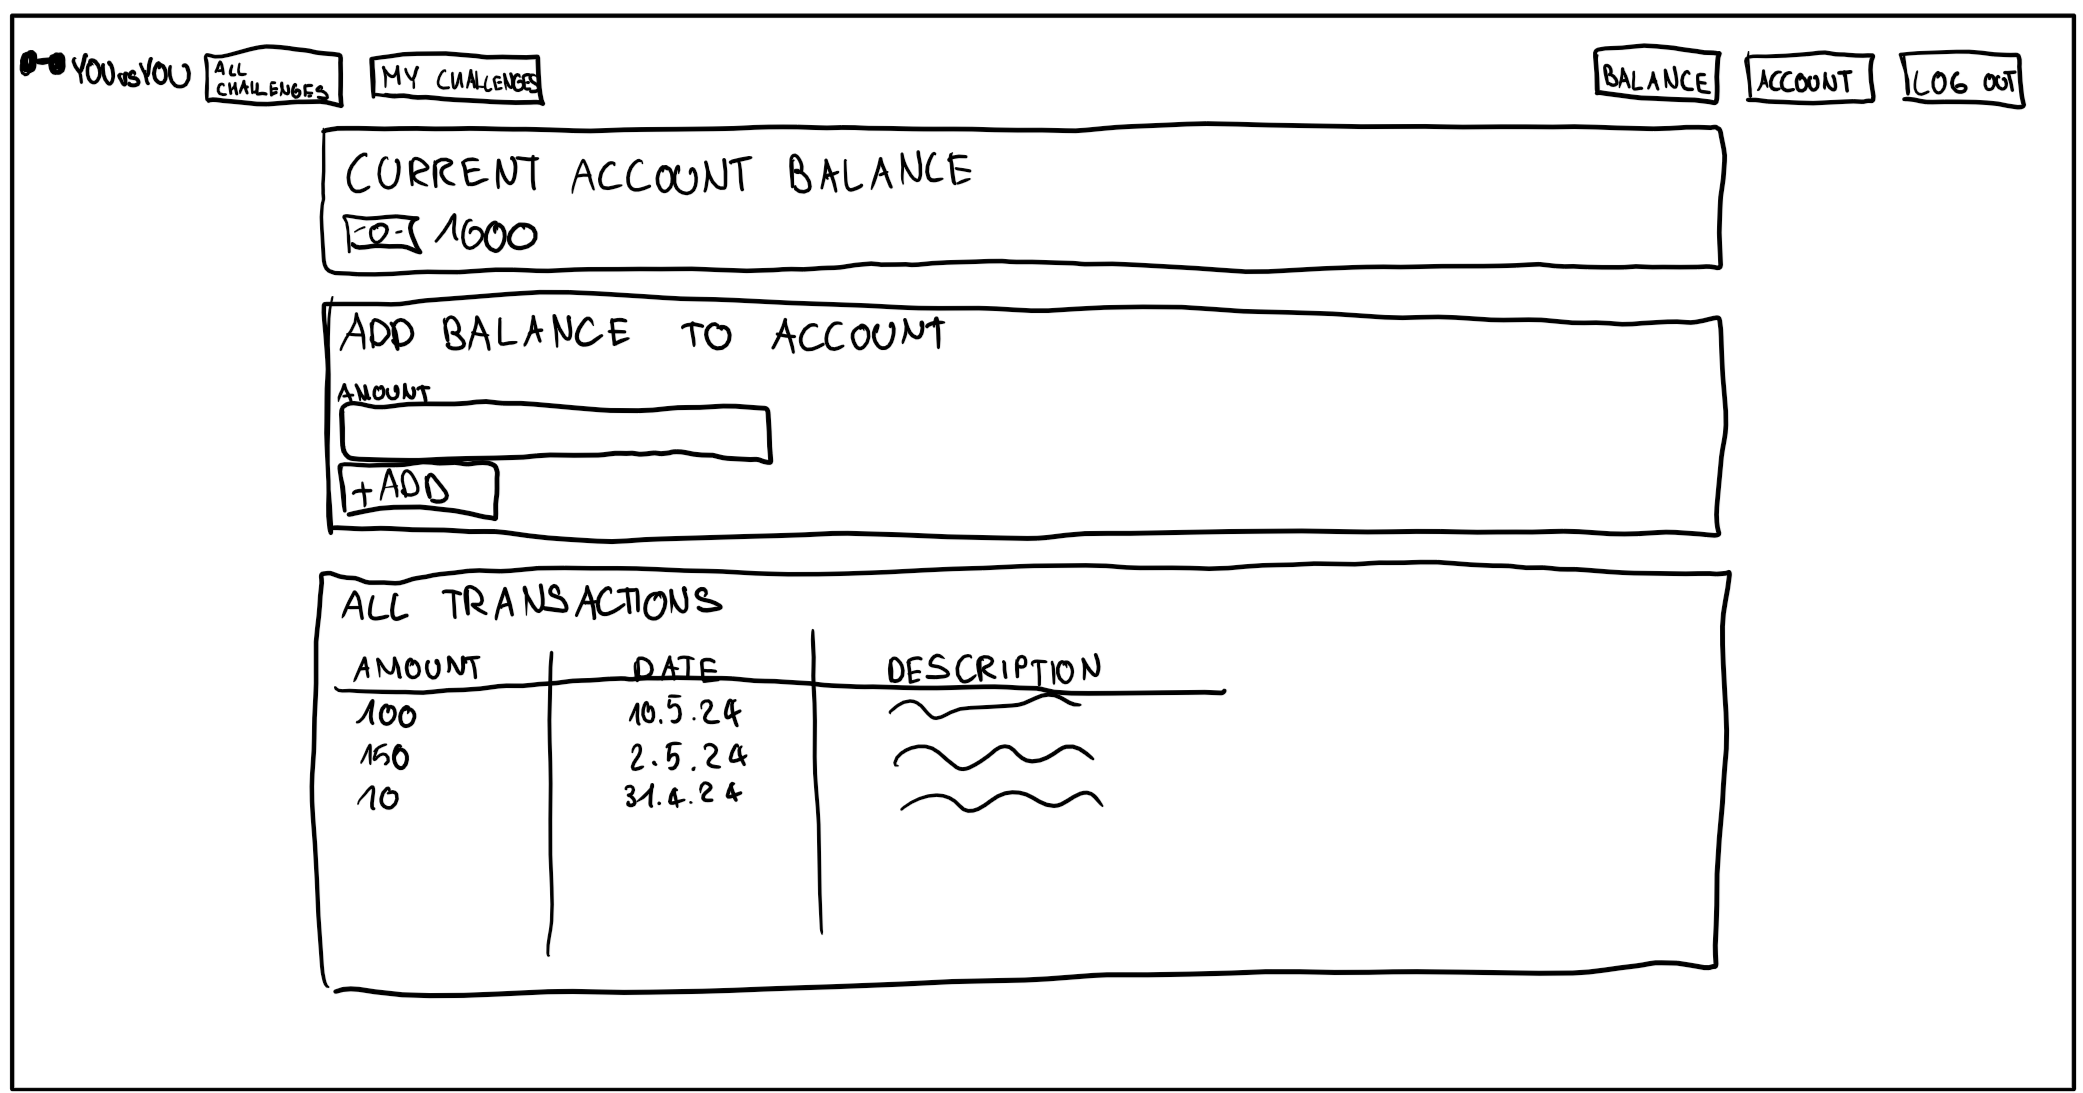 YOU vs YOU
ALL
CHALLENGES
MY CHALLENGES
BALANCE
ACCOUNT
LOG OUT
CURRENT ACCOUNT BALANCE
1000
ADD BALANCE TO ACCOUNT
AMOUNT
+ ADD
ALL TRANSACTIONS
AMOUNT DATE DESCRIPTION
100 10.5.24
150 2.5.24
10 31.4.24